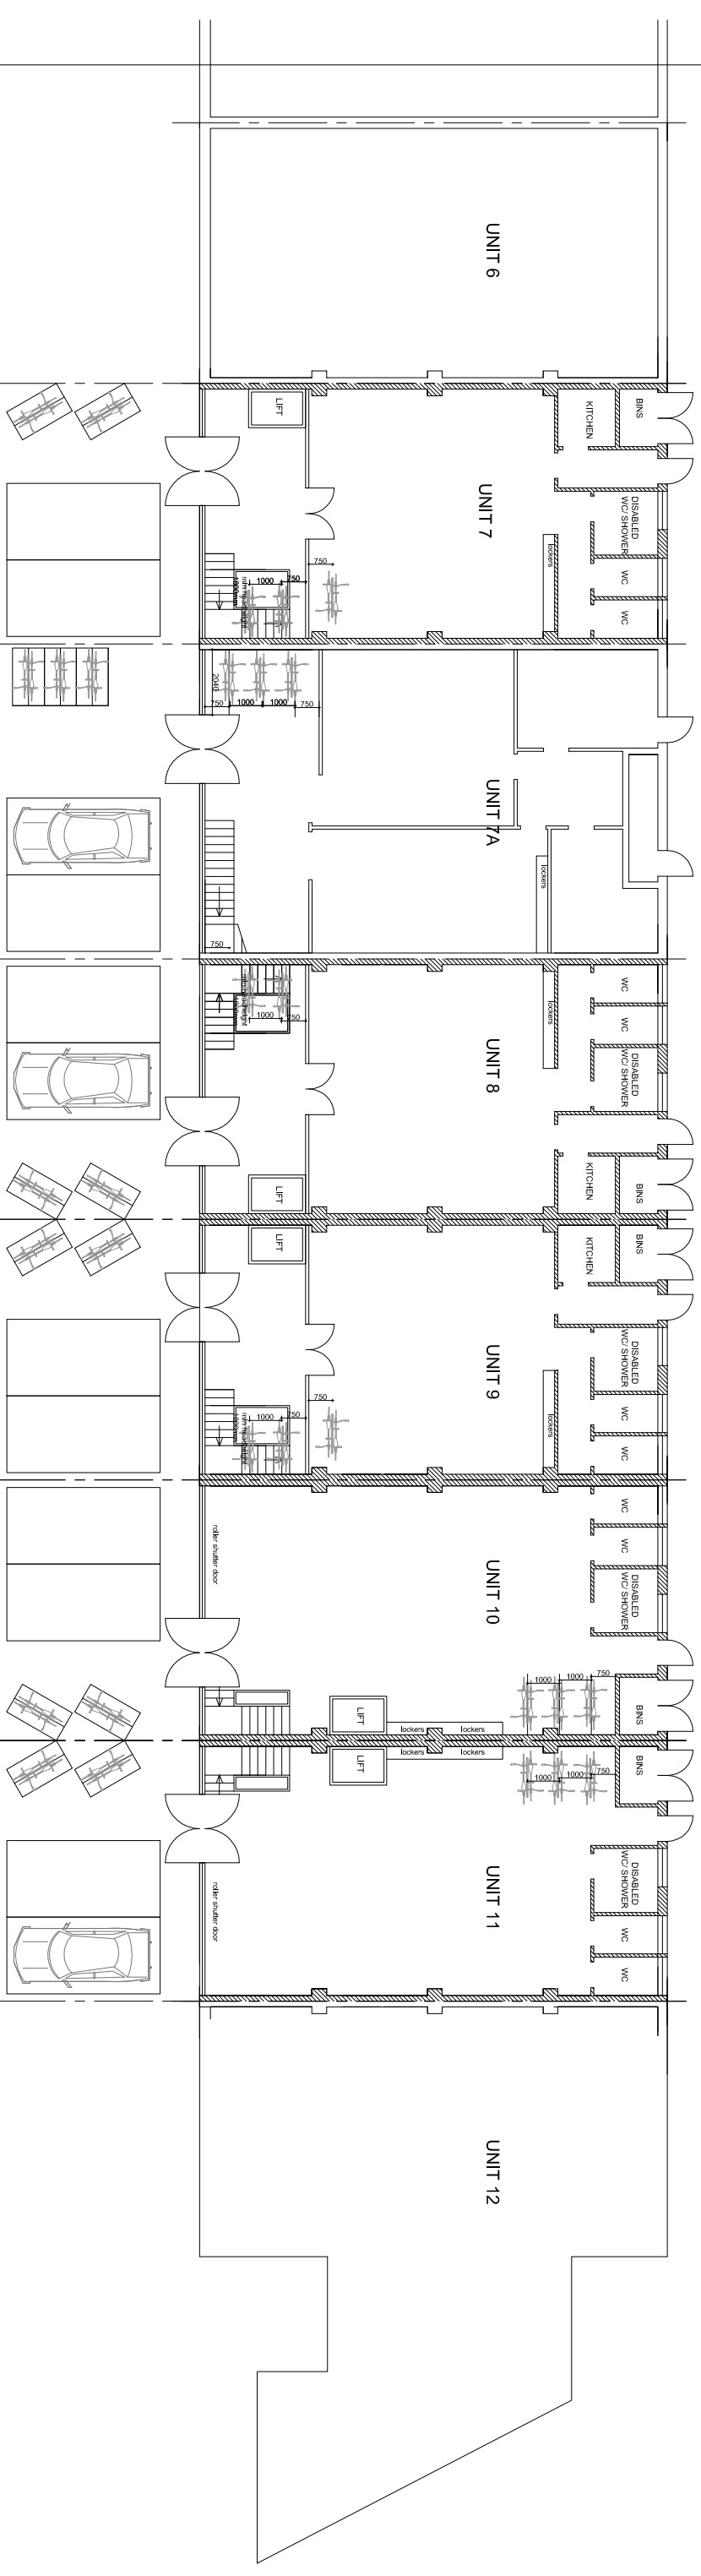 UNIT 6
LIFT
KITCHEN
BINS
UNIT 7
DISABLED
WC/ SHOWER
WC
WC
lockers
750
750
1000
min headheight
2040
750
1000
1000
750
UNIT 7A
lockers
750
WC
WC
DISABLED
WC/ SHOWER
lockers
1000
750
UNIT 8
LIFT
KITCHEN
BINS
LIFT
KITCHEN
BINS
UNIT 9
DISABLED
WC/ SHOWER
WC
WC
lockers
750
750
1000
min headheight
roller shutter door
WC
WC
DISABLED
WC/ SHOWER
UNIT 10
1000
1000
750
LIFT
lockers
lockers
BINS
LIFT
lockers
lockers
BINS
1000
1000
750
UNIT 11
DISABLED
WC/ SHOWER
WC
WC
roller shutter door
UNIT 12